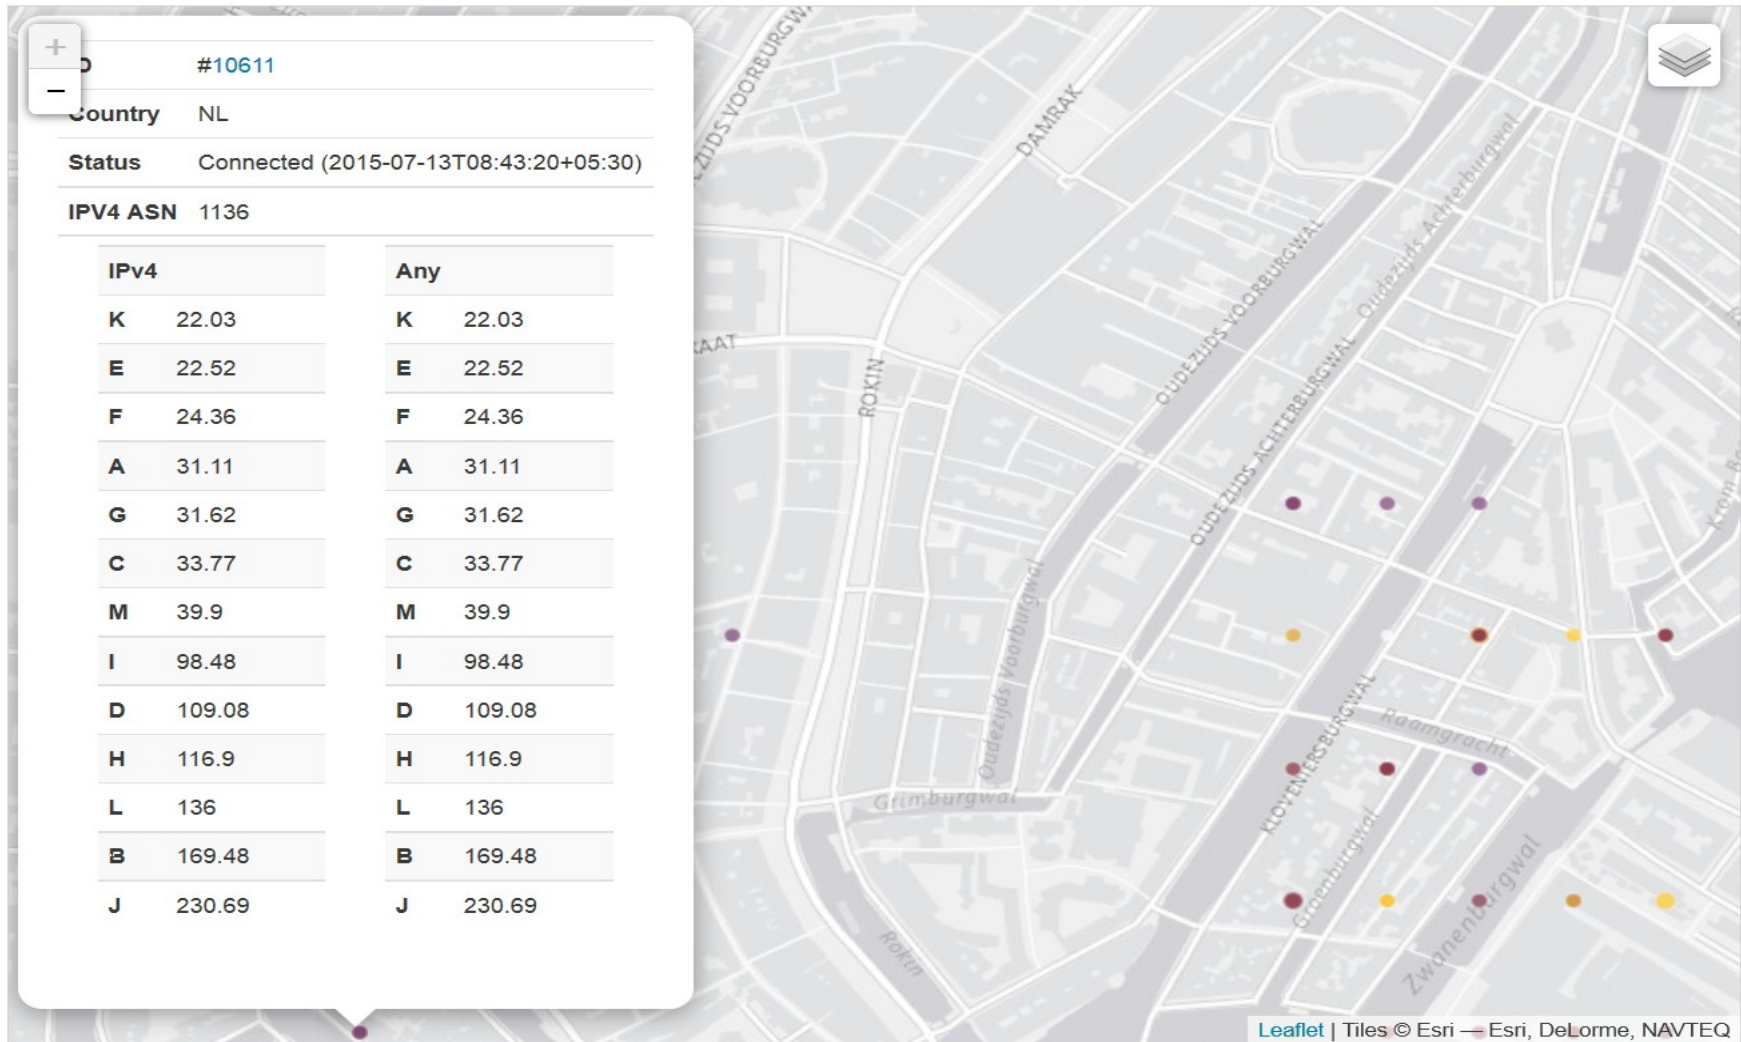 +
−
D #10611
Country NL
Status Connected (2015-07-13T08:43:20+05:30)
IPV4 ASN 1136
IPv4 Any
K 22.03 K 22.03
E 22.52 E 22.52
F 24.36 F 24.36
A 31.11 A 31.11
G 31.62 G 31.62
C 33.77 C 33.77
M 39.9 M 39.9
I 98.48 I 98.48
D 109.08 D 109.08
H 116.9 H 116.9
L 136 L 136
B 169.48 B 169.48
J 230.69 J 230.69
DAMRAK
ROKIN
OUDEZIJDS VOORBURGWAL
Oudezijds Achterburgwal
OUDEZIJDS ACHTERBURGWAL
Oudezijds Voorburgwal
KLOVENIERSBURGWAL
Raamgracht
Grimburgwal
Groenburgwal
Zwanenburgwal
Rokin
Krom
Leaflet | Tiles © Esri — Esri, DeLorme, NAVTEQ